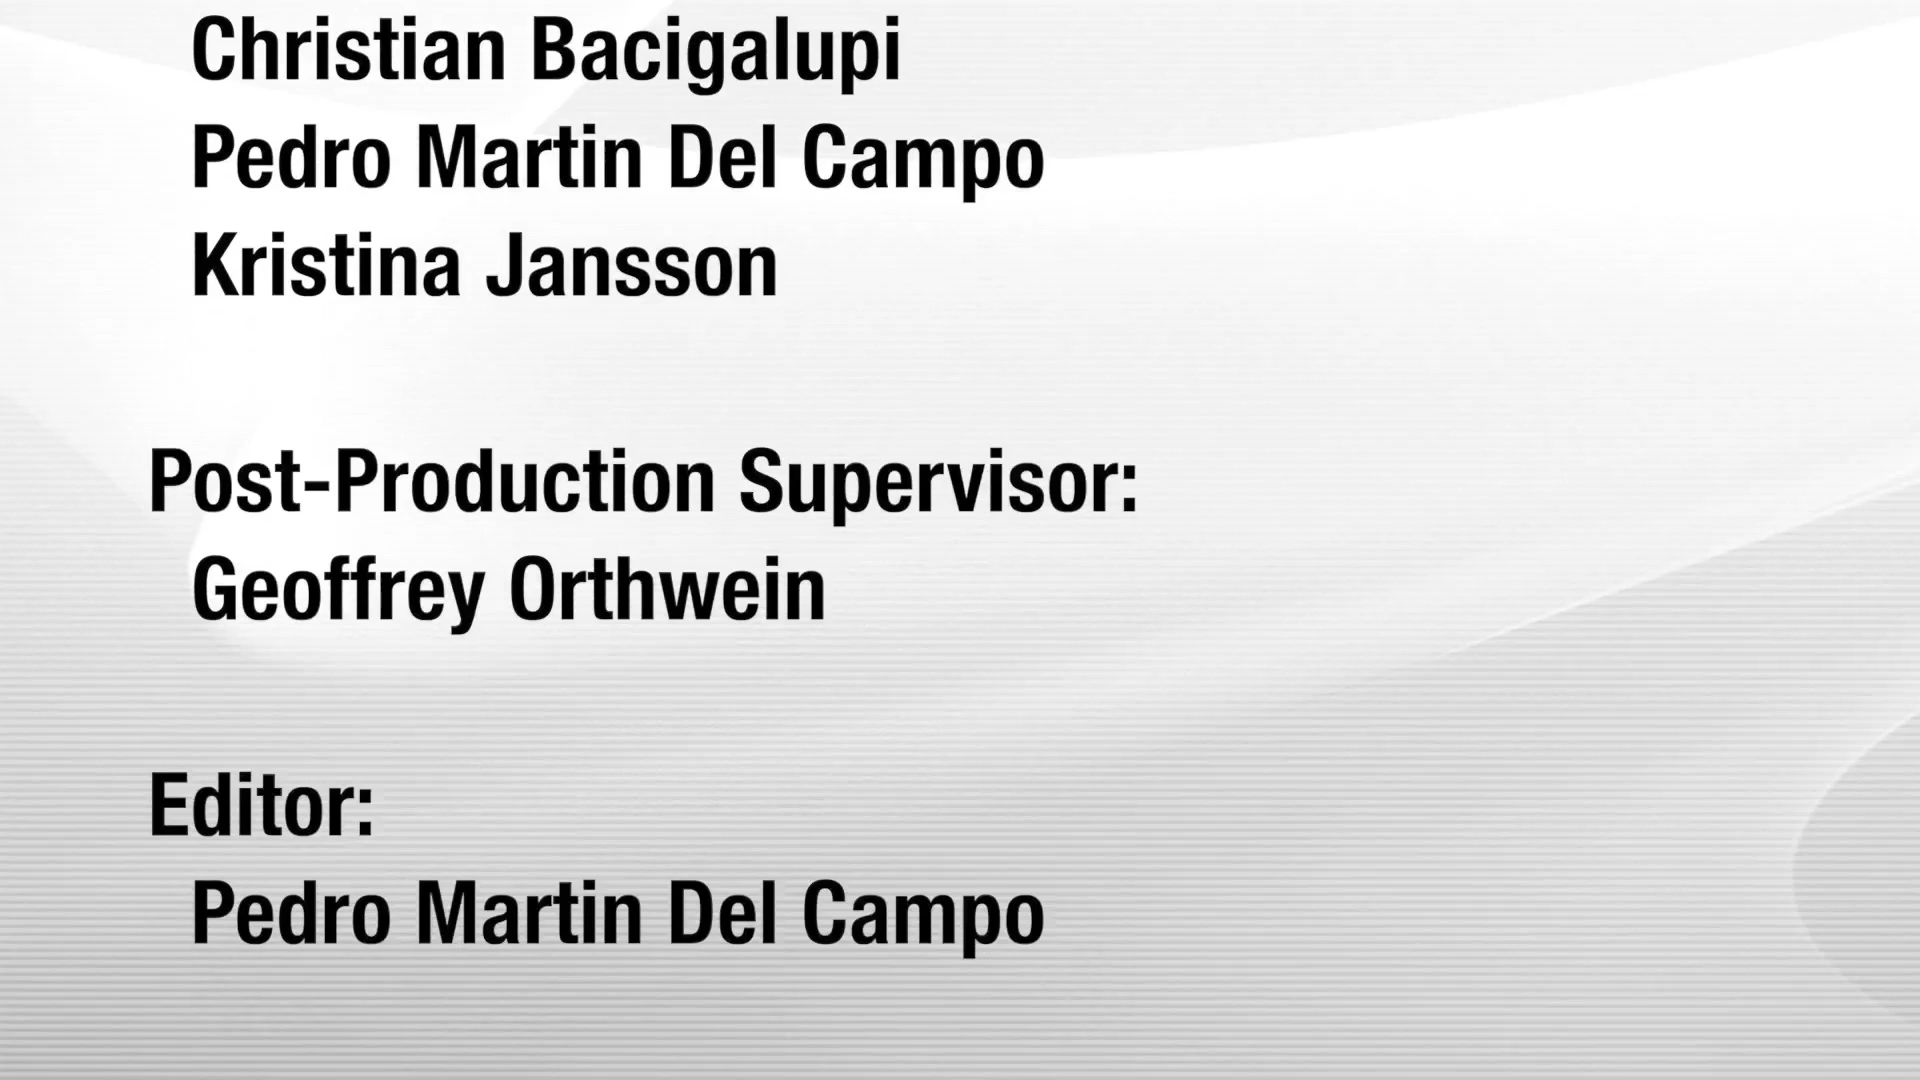 Christian Bacigalupi
Pedro Martin Del Campo
Kristina Jansson
Post-Production Supervisor:
Geoffrey Orthwein
Editor:
Pedro Martin Del Campo